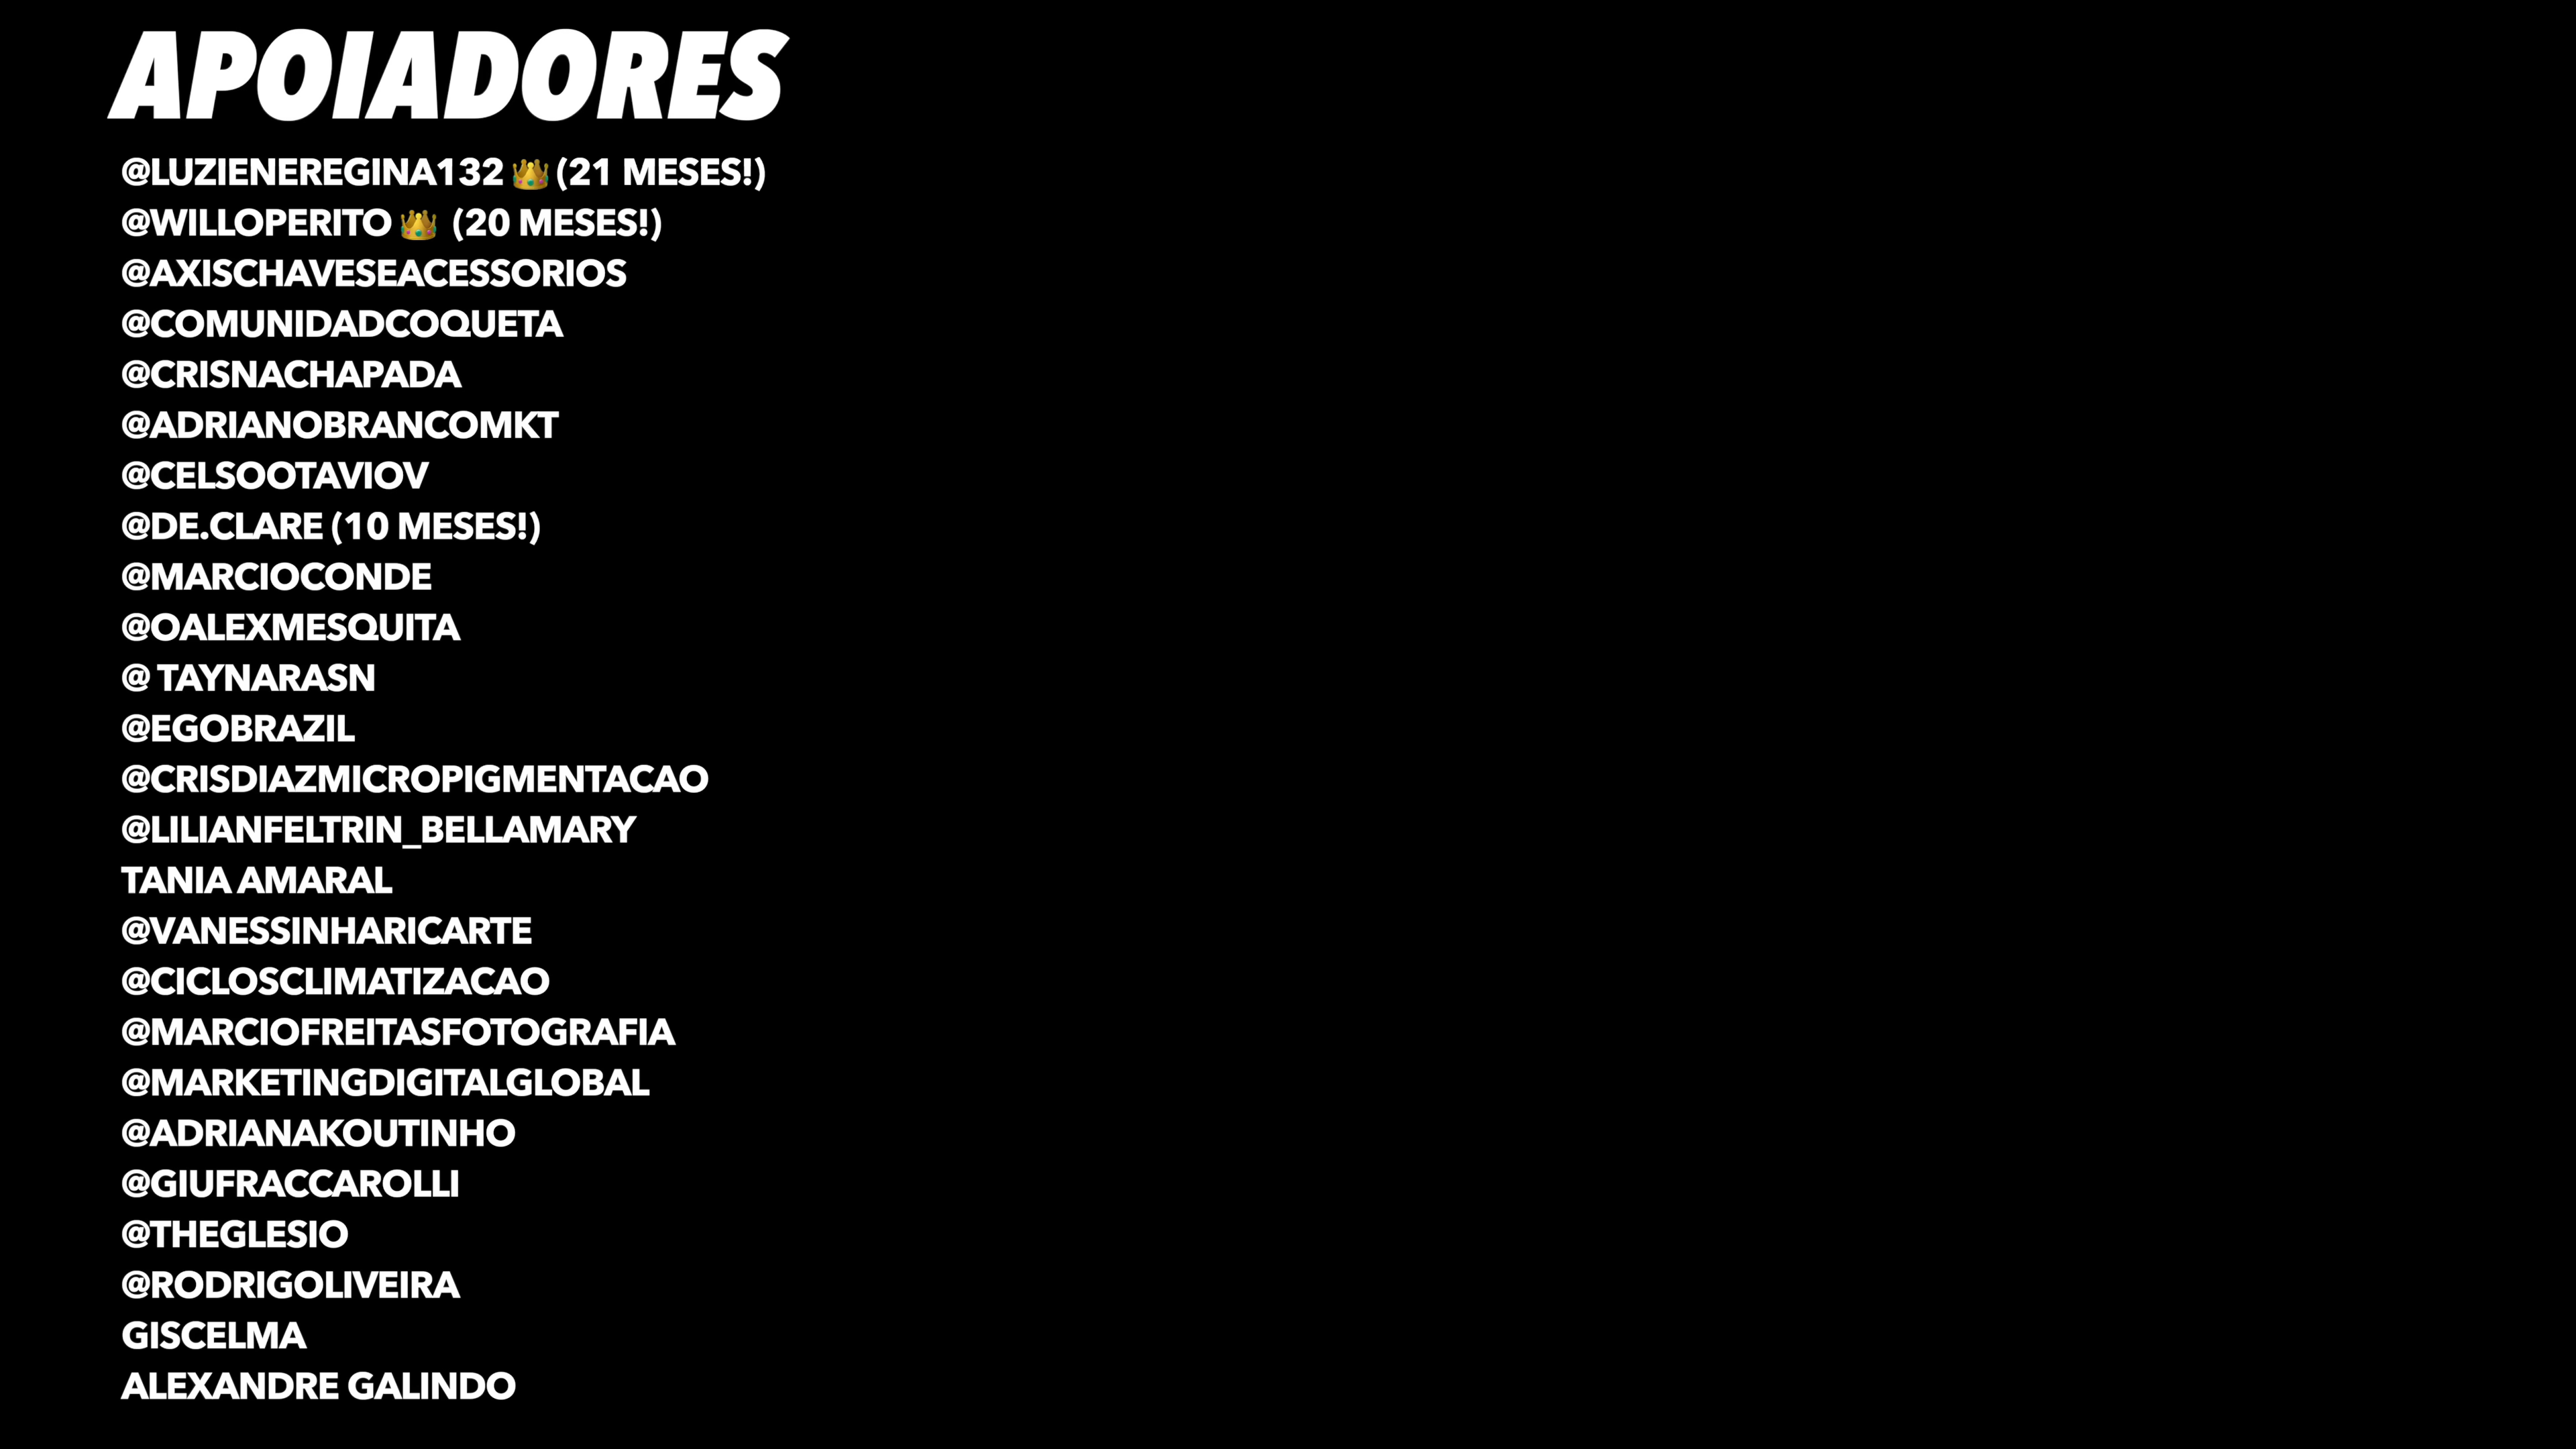 APOIADORES
@LUZIENEREGINA132 👑 (21 MESES!)
@WILLOPERITO 👑 (20 MESES!)
@AXISCHAVESEACESSORIOS
@COMUNIDADCOQUETA
@CRISNACHAPADA
@ADRIANOBRANCOMKT
@CELSOOTAVIOV
@DE.CLARE (10 MESES!)
@MARCIOCONDE
@OALEXMESQUITA
@ TAYNARASN
@EGOBRAZIL
@CRISDIAZMICROPIGMENTACAO
@LILIANFELTRIN_BELLAMARY
TANIA AMARAL
@VANESSINHARICARTE
@CICLOSCLIMATIZACAO
@MARCIOFREITASFOTOGRAFIA
@MARKETINGDIGITALGLOBAL
@ADRIANAKOUTINHO
@GIUFRACCAROLLI
@THEGLESIO
@RODRIGOLIVEIRA
GISCELMA
ALEXANDRE GALINDO